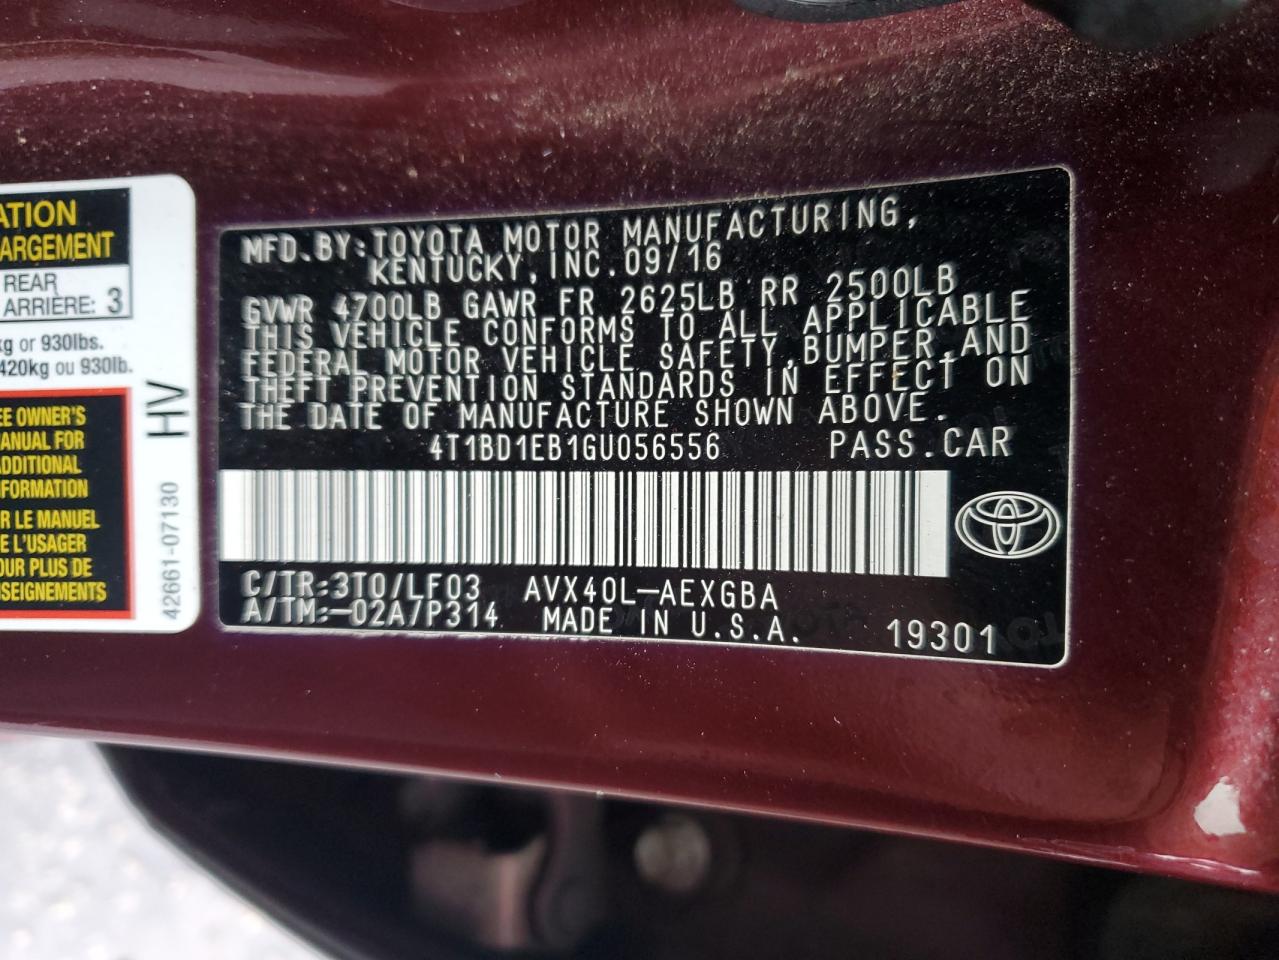 ATION
ARGEMENT
REAR
ARRIÈRE: 3
kg or 930lbs.
420kg ou 930lb.
HV
EE OWNER'S
MANUAL FOR
ADDITIONAL
FORMATION
R LE MANUEL
E L'USAGER
OUR PLUS DE
SEIGNEMENTS
42661-07130
MFD.BY:TOYOTA MOTOR MANUFACTURING,
KENTUCKY,INC.09/16
GVWR 4700LB GAWR FR 2625LB RR 2500LB
THIS VEHICLE CONFORMS TO ALL APPLICABLE
FEDERAL MOTOR VEHICLE SAFETY,BUMPER,AND
THEFT PREVENTION STANDARDS IN EFFECT ON
THE DATE OF MANUFACTURE SHOWN ABOVE.
4T1BD1EB1GU056556 PASS.CAR
C/TR:3T0/LF03 AVX40L-AEXGBA
A/TM:-02A/P314 MADE IN U.S.A. 19301